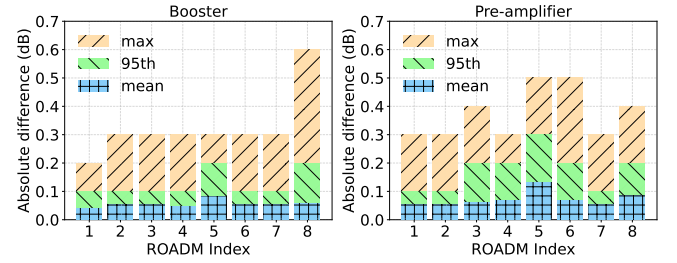 Booster
Absolute difference (dB)
0.7
0.6
0.5
0.4
0.3
0.2
0.1
0.0
max
95th
mean
1 2 3 4 5 6 7 8
ROADM Index
Pre-amplifier
Absolute difference (dB)
0.7
0.6
0.5
0.4
0.3
0.2
0.1
0.0
max
95th
mean
1 2 3 4 5 6 7 8
ROADM Index